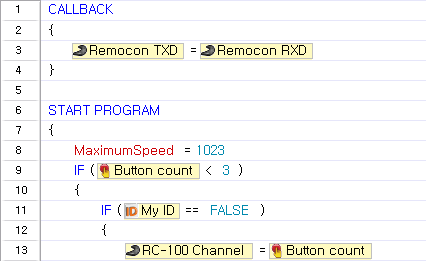 1 CALLBACK
2 {
3 Remocon TXD = Remocon RXD
4 }
5
6 START PROGRAM
7 {
8 MaximumSpeed = 1023
9 IF ( Button count < 3 )
10 {
11 IF ( ID My ID == FALSE )
12 {
13 RC-100 Channel = Button count